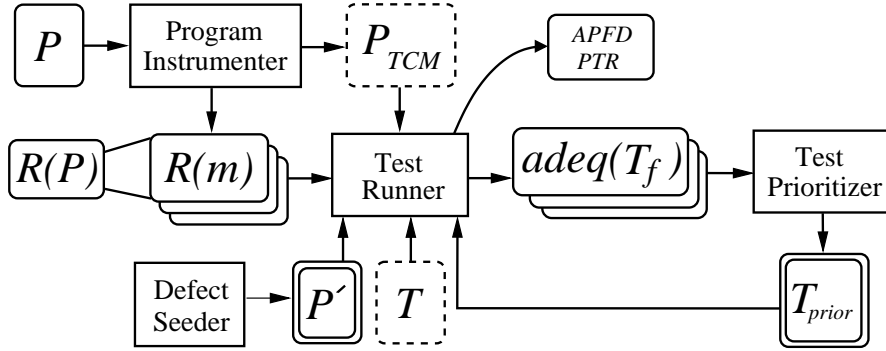 P
Program
Instrumenter
P_TCM
APFD
PTR
R(P)
R(m)
Test
Runner
adeq(T_f)
Test
Prioritizer
Defect
Seeder
P′
T
T_prior